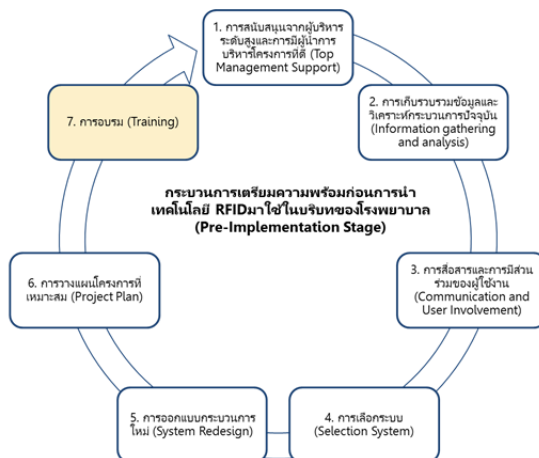 1. การสนับสนุนจากผู้บริหาร
ระดับสูงและการมีผู้นำการ
บริหารโครงการที่ดี (Top
Management Support)
2. การเก็บรวบรวมข้อมูลและ
วิเคราะห์กระบวนการปัจจุบัน
(Information gathering
and analysis)
7. การอบรม (Training)
กระบวนการเตรียมความพร้อมก่อนการนำ
เทคโนโลยี RFIDมาใช้ในบริบทของโรงพยาบาล
(Pre-Implementation Stage)
3. การสื่อสารและการมีส่วน
ร่วมของผู้ใช้งาน
(Communication and
User Involvement)
6. การวางแผนโครงการที่
เหมาะสม (Project Plan)
5. การออกแบบกระบวนการ
ใหม่ (System Redesign)
4. การเลือกระบบ
(Selection System)